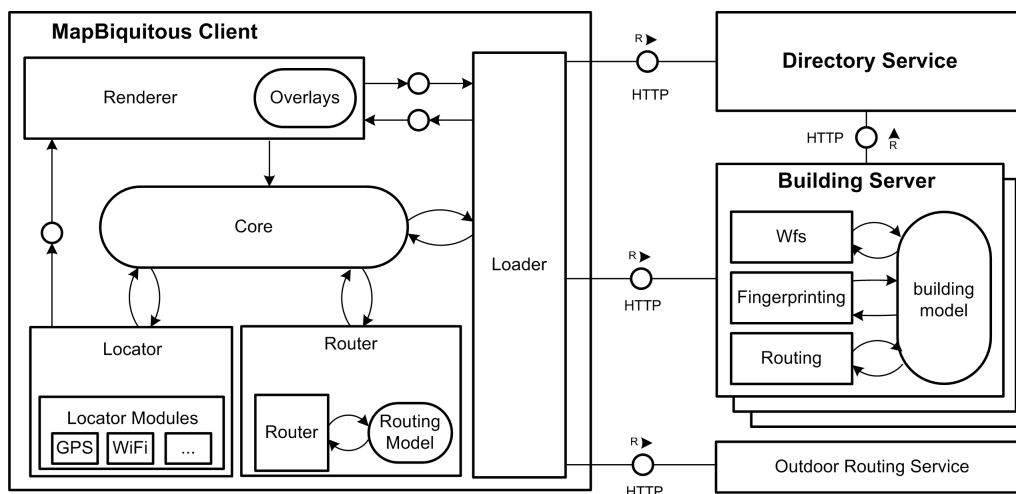 MapBiquitous Client
Renderer
Overlays
Core
Loader
Locator
Locator Modules
GPS
WiFi
...
Router
Router
Routing
Model
R
HTTP
Directory Service
HTTP
R
Building Server
Wfs
Fingerprinting
Routing
building
model
R
HTTP
R
HTTP
Outdoor Routing Service